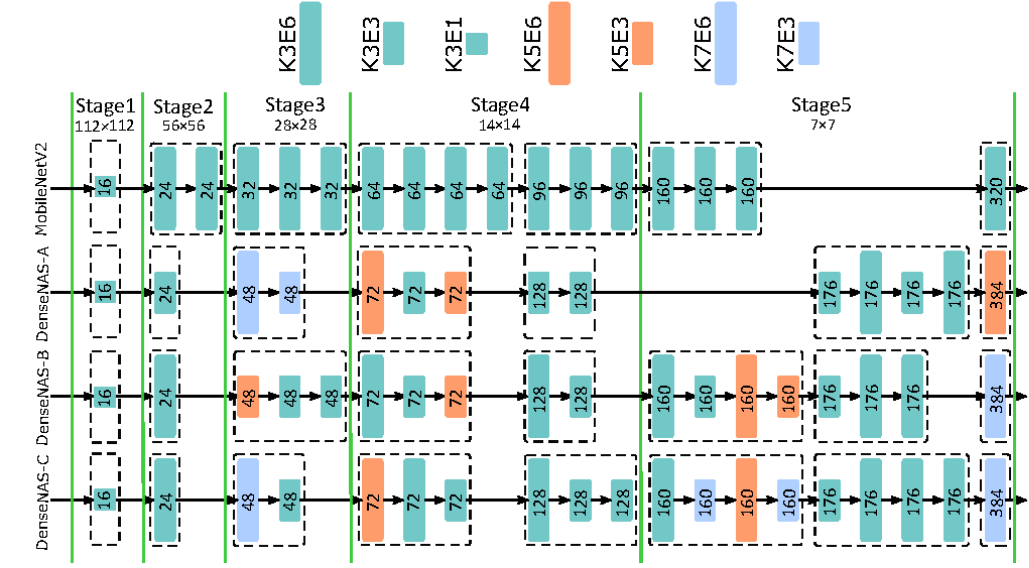 K3E6 K3E3 K3E1 K5E6 K5E3 K7E6 K7E3
Stage1 Stage2 Stage3 Stage4 Stage5
112×112 56×56 28×28 14×14 7×7
MobileNetV2 16 24 24 32 32 32 64 64 64 64 96 96 96 160 160 160 320
DenseNAS-A 16 24 48 48 72 72 72 128 128 176 176 176 176 384
DenseNAS-B 16 24 48 48 48 72 72 72 128 128 160 160 160 160 176 176 176 384
DenseNAS-C 16 24 48 48 72 72 72 128 128 128 160 160 160 160 176 176 176 176 384